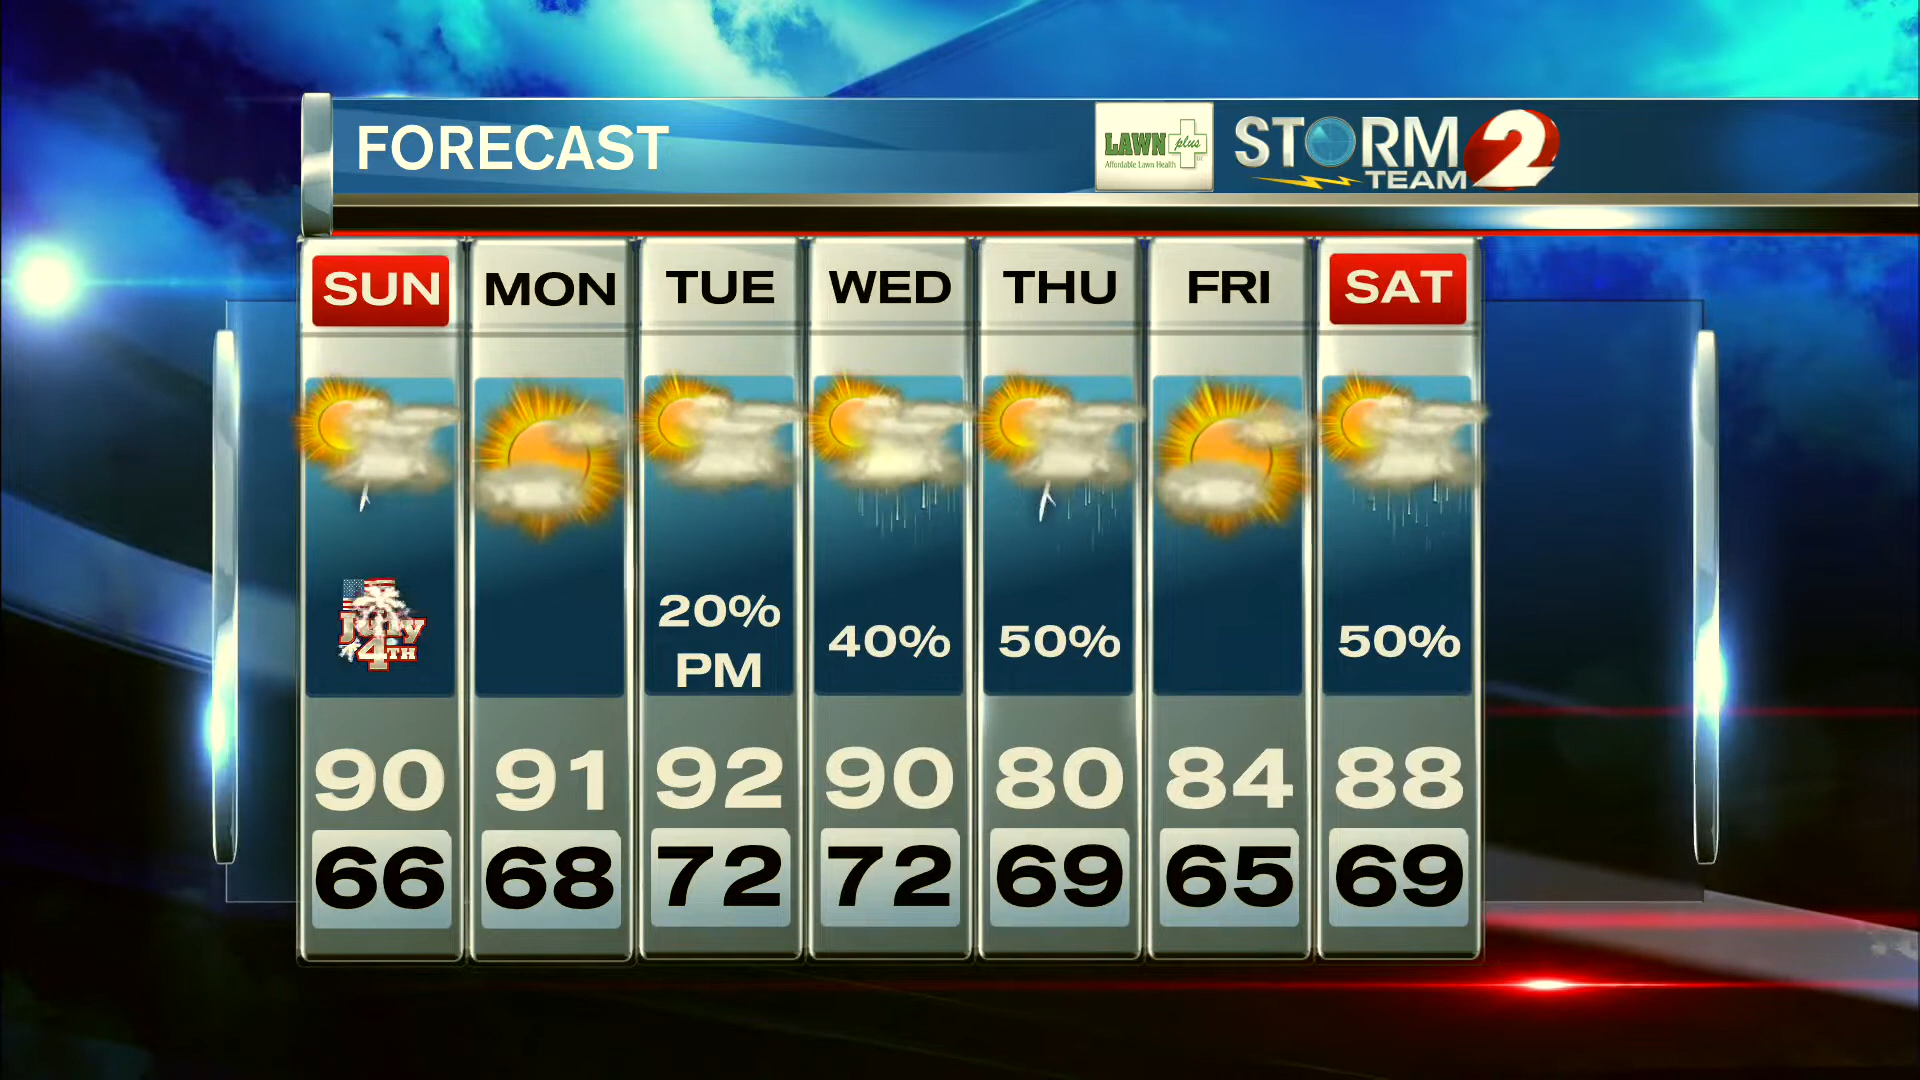 FORECAST
LAWN plus
Affordable Lawn Health
STORM
TEAM 2
SUN MON TUE WED THU FRI SAT
July
4TH
20%
PM
40% 50% 50%
90 91 92 90 80 84 88
66 68 72 72 69 65 69